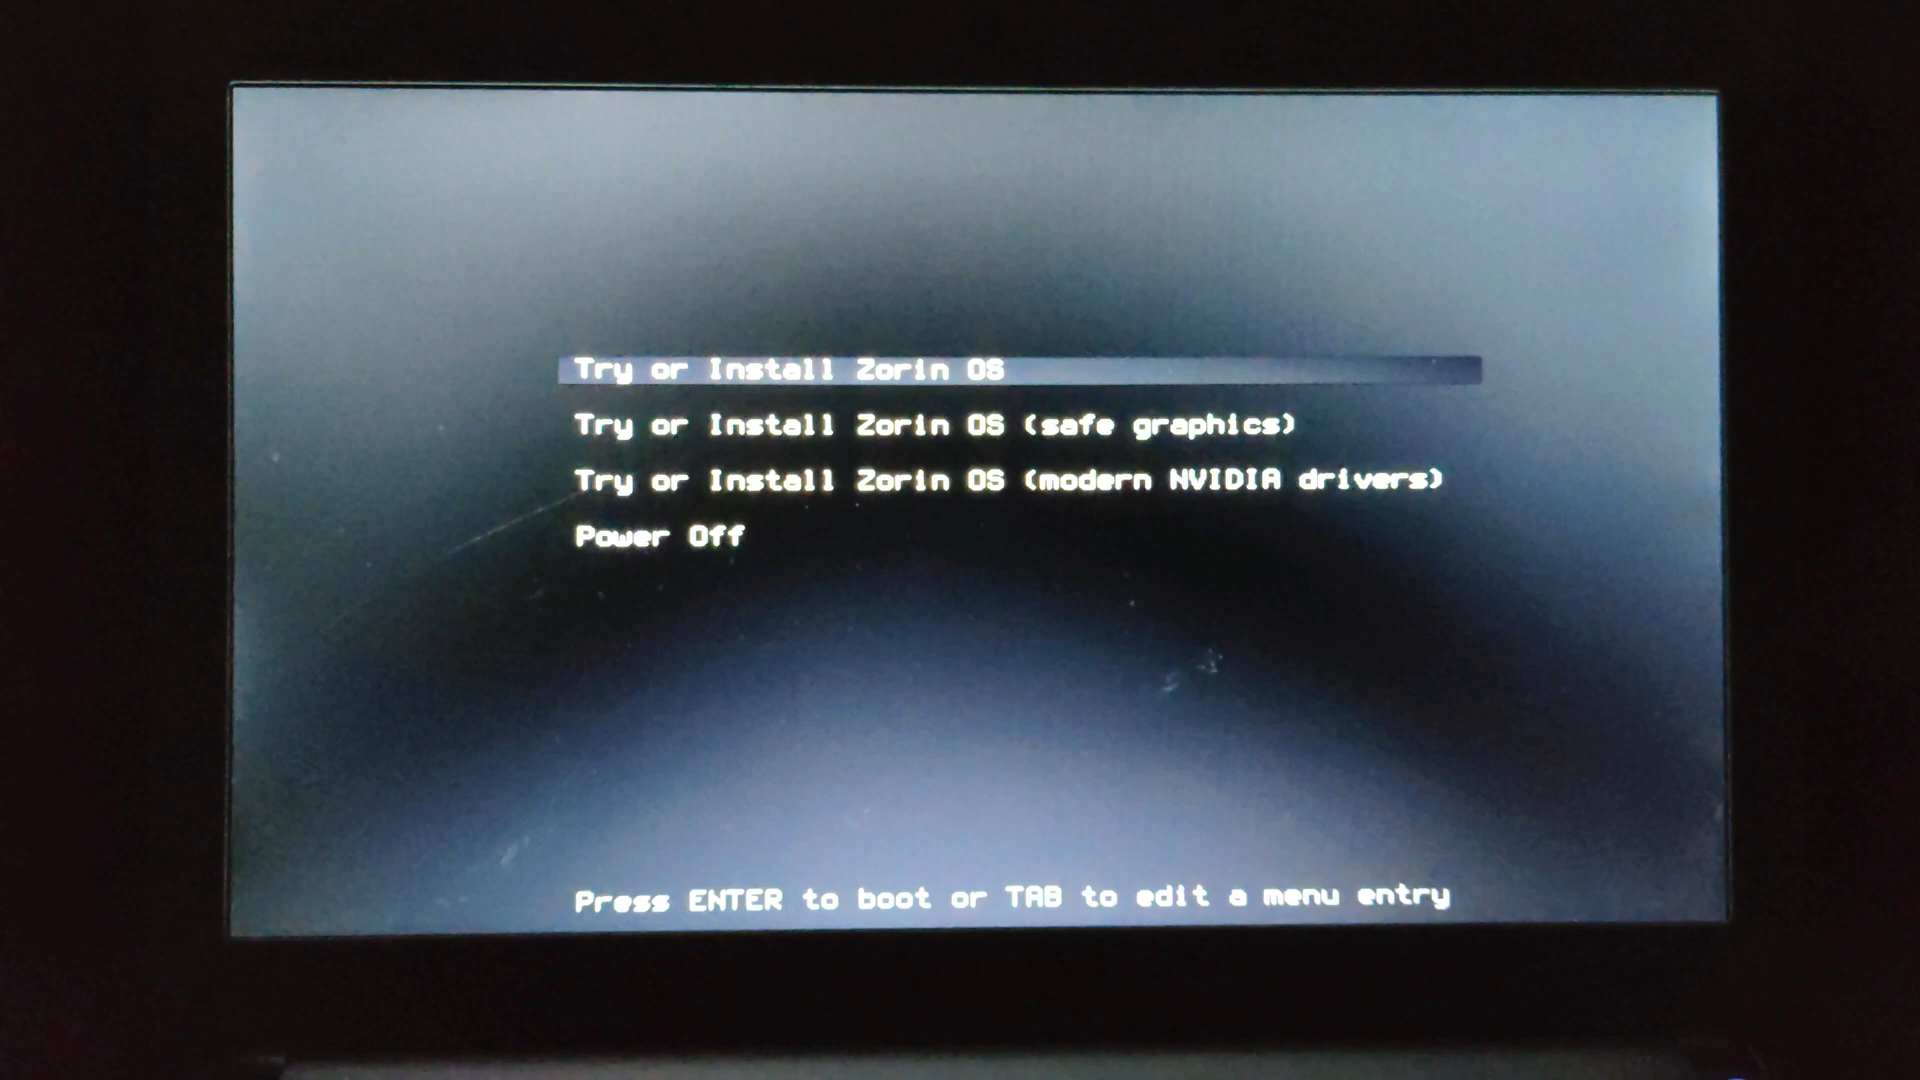 Try or Install Zorin OS
Try or Install Zorin OS (safe graphics)
Try or Install Zorin OS (modern NVIDIA drivers)
Power Off
Press ENTER to boot or TAB to edit a menu entry